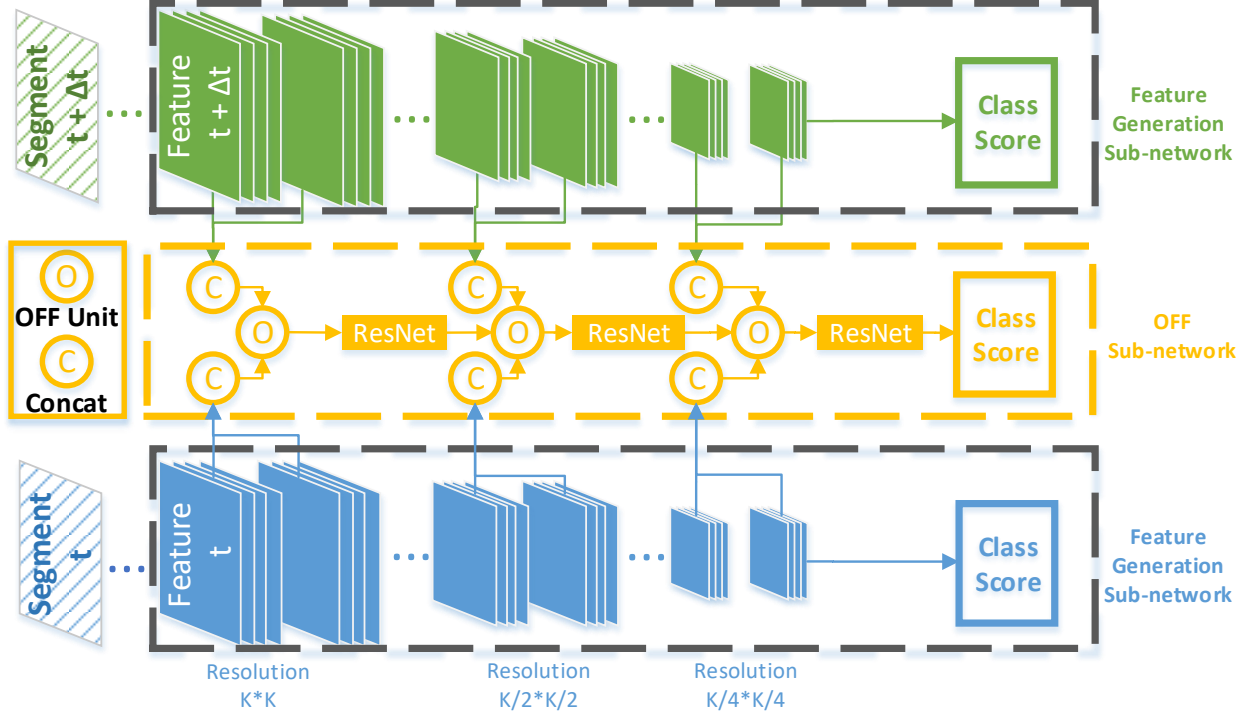 Segment
t + Δt
Feature
t + Δt
Class
Score
Feature
Generation
Sub-network
O
OFF Unit
C
Concat
C
C
C
O
ResNet
O
ResNet
O
ResNet
C
C
C
Class
Score
OFF
Sub-network
Segment
t
Feature
t
Class
Score
Feature
Generation
Sub-network
Resolution
K*K
Resolution
K/2*K/2
Resolution
K/4*K/4